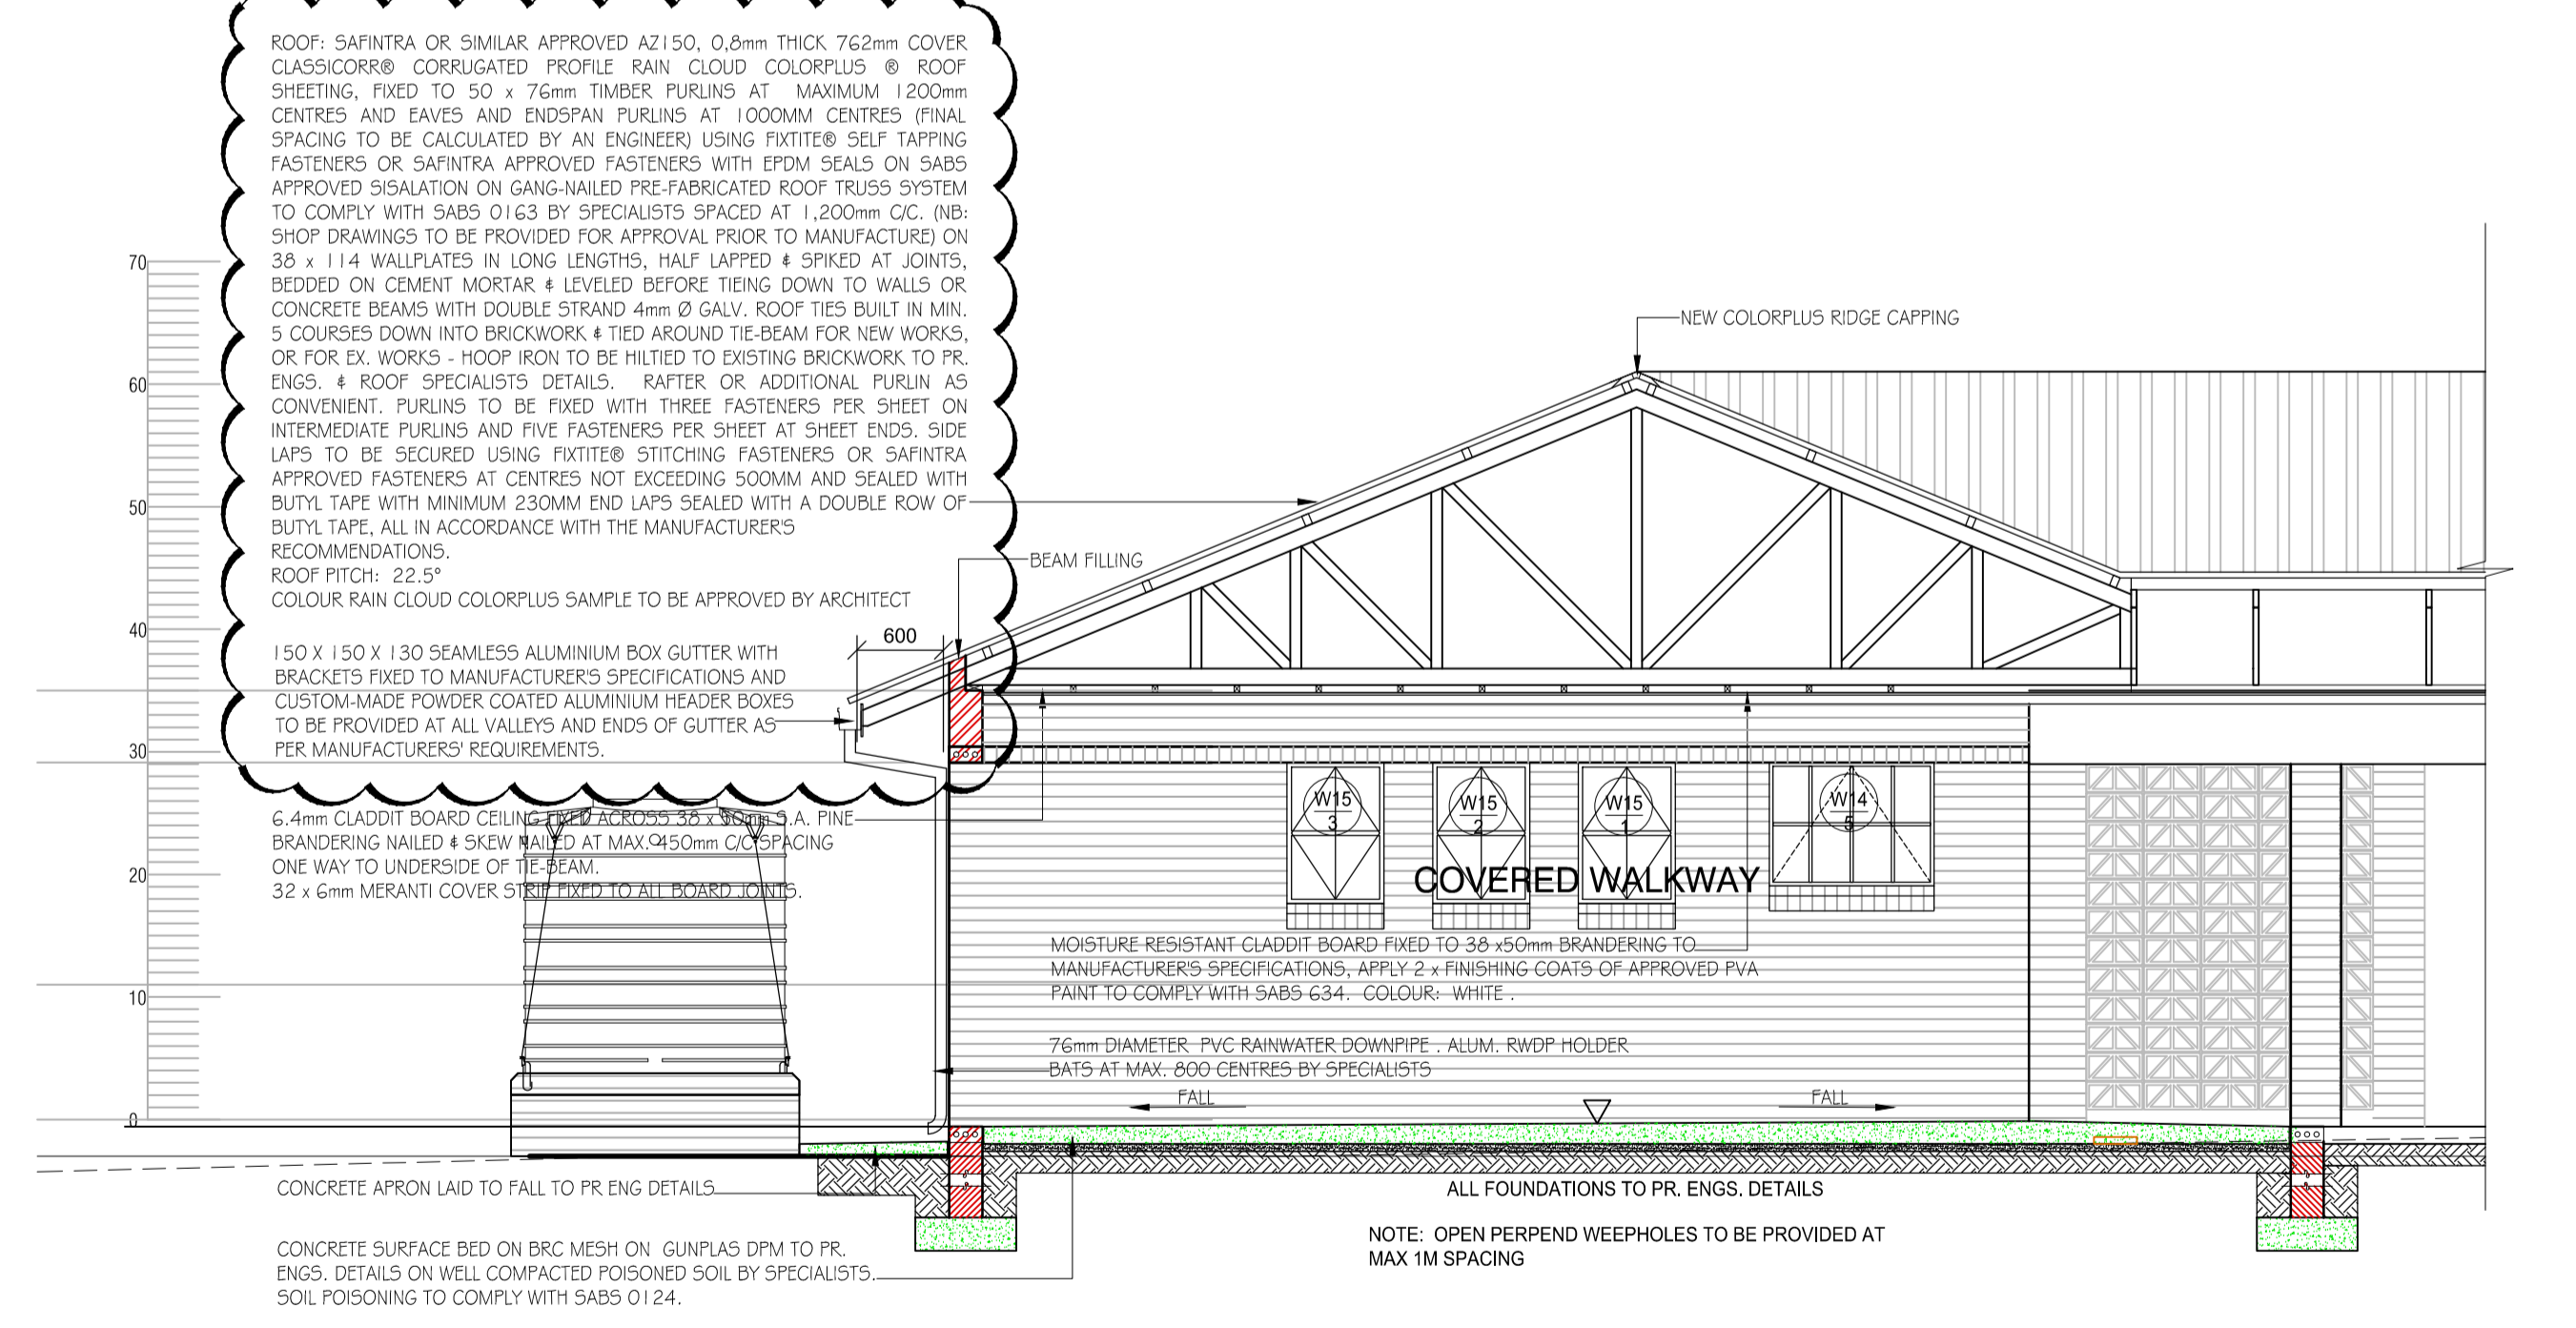 ROOF: SAFINTRA OR SIMILAR APPROVED AZ150, 0,8mm THICK 762mm COVER
CLASSICORR® CORRUGATED PROFILE RAIN CLOUD COLORPLUS ® ROOF
SHEETING, FIXED TO 50 x 76mm TIMBER PURLINS AT MAXIMUM 1200mm
CENTRES AND EAVES AND ENDSPAN PURLINS AT 1000MM CENTRES (FINAL
SPACING TO BE CALCULATED BY AN ENGINEER) USING FIXTITE® SELF TAPPING
FASTENERS OR SAFINTRA APPROVED FASTENERS WITH EPDM SEALS ON SABS
APPROVED SISALATION ON GANG-NAILED PRE-FABRICATED ROOF TRUSS SYSTEM
TO COMPLY WITH SABS 0163 BY SPECIALISTS SPACED AT 1,200mm C/C. (NB:
SHOP DRAWINGS TO BE PROVIDED FOR APPROVAL PRIOR TO MANUFACTURE) ON
38 x 114 WALLPLATES IN LONG LENGTHS, HALF LAPPED & SPIKED AT JOINTS,
BEDDED ON CEMENT MORTAR & LEVELED BEFORE TIEING DOWN TO WALLS OR
CONCRETE BEAMS WITH DOUBLE STRAND 4mm Ø GALV. ROOF TIES BUILT IN MIN.
5 COURSES DOWN INTO BRICKWORK & TIED AROUND TIE-BEAM FOR NEW WORKS,
OR FOR EX. WORKS - HOOP IRON TO BE HILTIED TO EXISTING BRICKWORK TO PR.
ENGS. & ROOF SPECIALISTS DETAILS. RAFTER OR ADDITIONAL PURLIN AS
CONVENIENT. PURLINS TO BE FIXED WITH THREE FASTENERS PER SHEET ON
INTERMEDIATE PURLINS AND FIVE FASTENERS PER SHEET AT SHEET ENDS. SIDE
LAPS TO BE SECURED USING FIXTITE® STITCHING FASTENERS OR SAFINTRA
APPROVED FASTENERS AT CENTRES NOT EXCEEDING 500MM AND SEALED WITH
BUTYL TAPE WITH MINIMUM 230MM END LAPS SEALED WITH A DOUBLE ROW OF
BUTYL TAPE, ALL IN ACCORDANCE WITH THE MANUFACTURER'S
RECOMMENDATIONS.
ROOF PITCH: 22.5°
COLOUR RAIN CLOUD COLORPLUS SAMPLE TO BE APPROVED BY ARCHITECT
150 X 150 X 130 SEAMLESS ALUMINIUM BOX GUTTER WITH
BRACKETS FIXED TO MANUFACTURER'S SPECIFICATIONS AND
CUSTOM-MADE POWDER COATED ALUMINIUM HEADER BOXES
TO BE PROVIDED AT ALL VALLEYS AND ENDS OF GUTTER AS
PER MANUFACTURERS' REQUIREMENTS.
6.4mm CLADDIT BOARD CEILING FIXED ACROSS 38 x 50mm S.A. PINE
BRANDERING NAILED & SKEW NAILED AT MAX. 450mm C/C SPACING
ONE WAY TO UNDERSIDE OF TIE-BEAM.
32 x 6mm MERANTI COVER STRIP FIXED TO ALL BOARD JOINTS.
70
60
50
40
30
20
10
0
600
BEAM FILLING
NEW COLORPLUS RIDGE CAPPING
W15
3
W15
2
W15
1
W14
5
COVERED WALKWAY
MOISTURE RESISTANT CLADDIT BOARD FIXED TO 38 x50mm BRANDERING TO
MANUFACTURER'S SPECIFICATIONS, APPLY 2 x FINISHING COATS OF APPROVED PVA
PAINT TO COMPLY WITH SABS 634. COLOUR: WHITE .
76mm DIAMETER PVC RAINWATER DOWNPIPE . ALUM. RWDP HOLDER
BATS AT MAX. 800 CENTRES BY SPECIALISTS
FALL
FALL
CONCRETE APRON LAID TO FALL TO PR ENG DETAILS
ALL FOUNDATIONS TO PR. ENGS. DETAILS
NOTE: OPEN PERPEND WEEPHOLES TO BE PROVIDED AT
MAX 1M SPACING
CONCRETE SURFACE BED ON BRC MESH ON GUNPLAS DPM TO PR.
ENGS. DETAILS ON WELL COMPACTED POISONED SOIL BY SPECIALISTS.
SOIL POISONING TO COMPLY WITH SABS 0124.